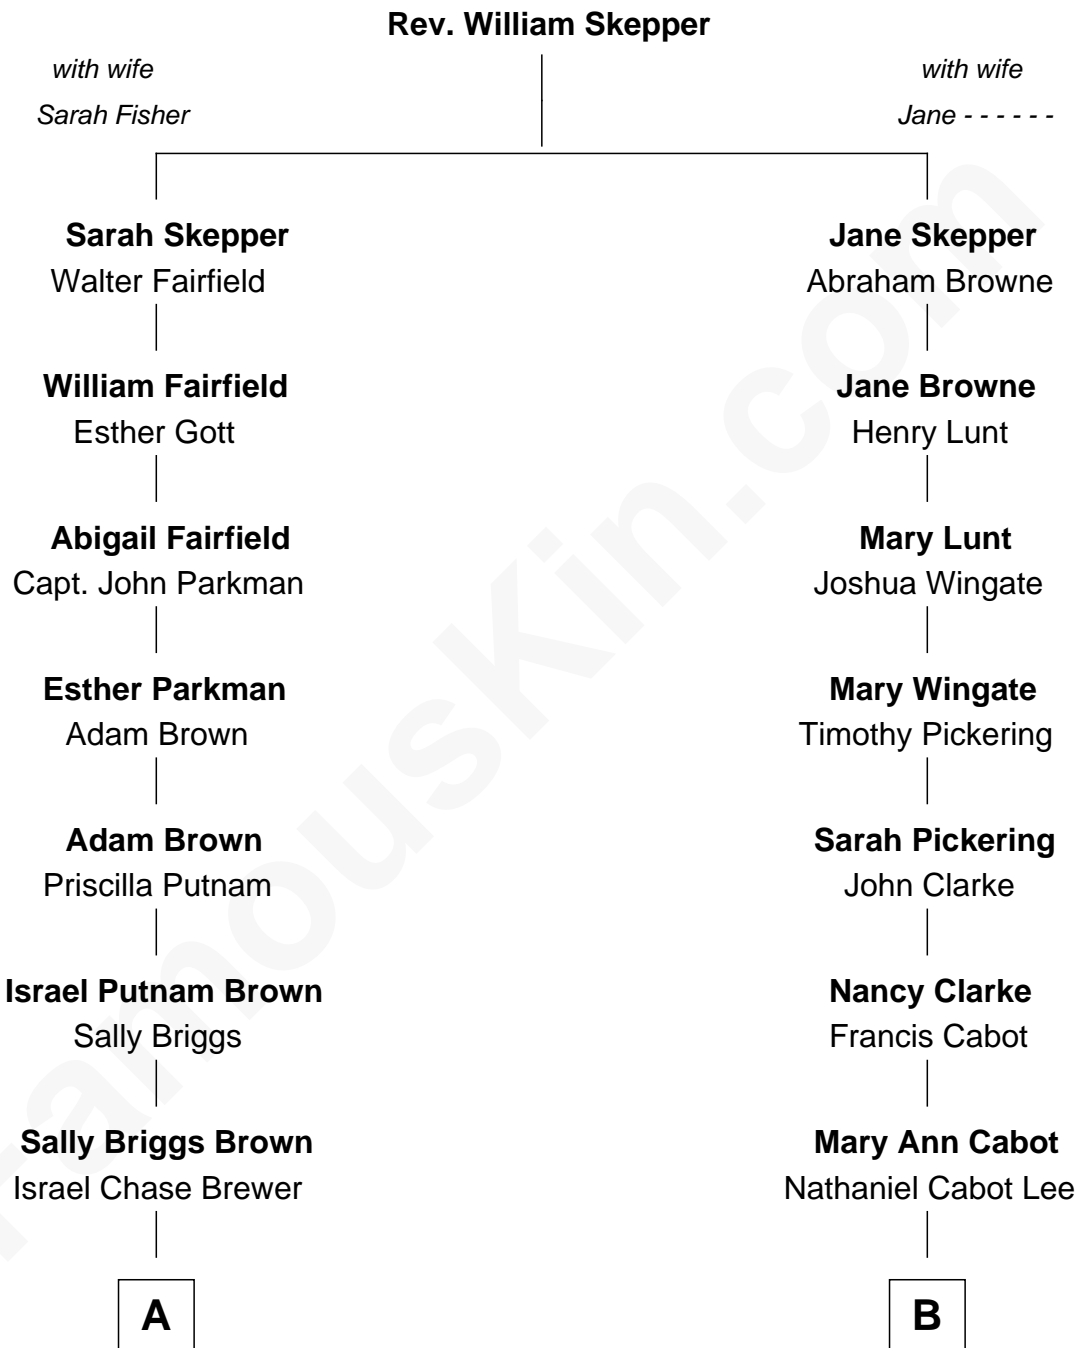 Rev. William Skepper
with wife
Sarah Fisher
with wife
Jane - - - - - -
Sarah Skepper
Walter Fairfield
Jane Skepper
Abraham Browne
William Fairfield
Esther Gott
Jane Browne
Henry Lunt
Abigail Fairfield
Capt. John Parkman
Mary Lunt
Joshua Wingate
Esther Parkman
Adam Brown
Mary Wingate
Timothy Pickering
Adam Brown
Priscilla Putnam
Sarah Pickering
John Clarke
Israel Putnam Brown
Sally Briggs
Nancy Clarke
Francis Cabot
Sally Briggs Brown
Israel Chase Brewer
Mary Ann Cabot
Nathaniel Cabot Lee
A
B
FamousKin.com